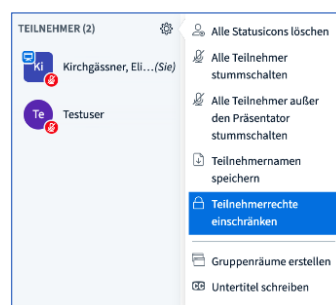 TEILNEHMER (2)
Ki Kirchgässner, Eli...(Sie)
Te Testuser
Alle Statusicons löschen
Alle Teilnehmer
stummschalten
Alle Teilnehmer außer
den Präsentator
stummschalten
Teilnehmernamen
speichern
Teilnehmerrechte
einschränken
Gruppenräume erstellen
CC Untertitel schreiben